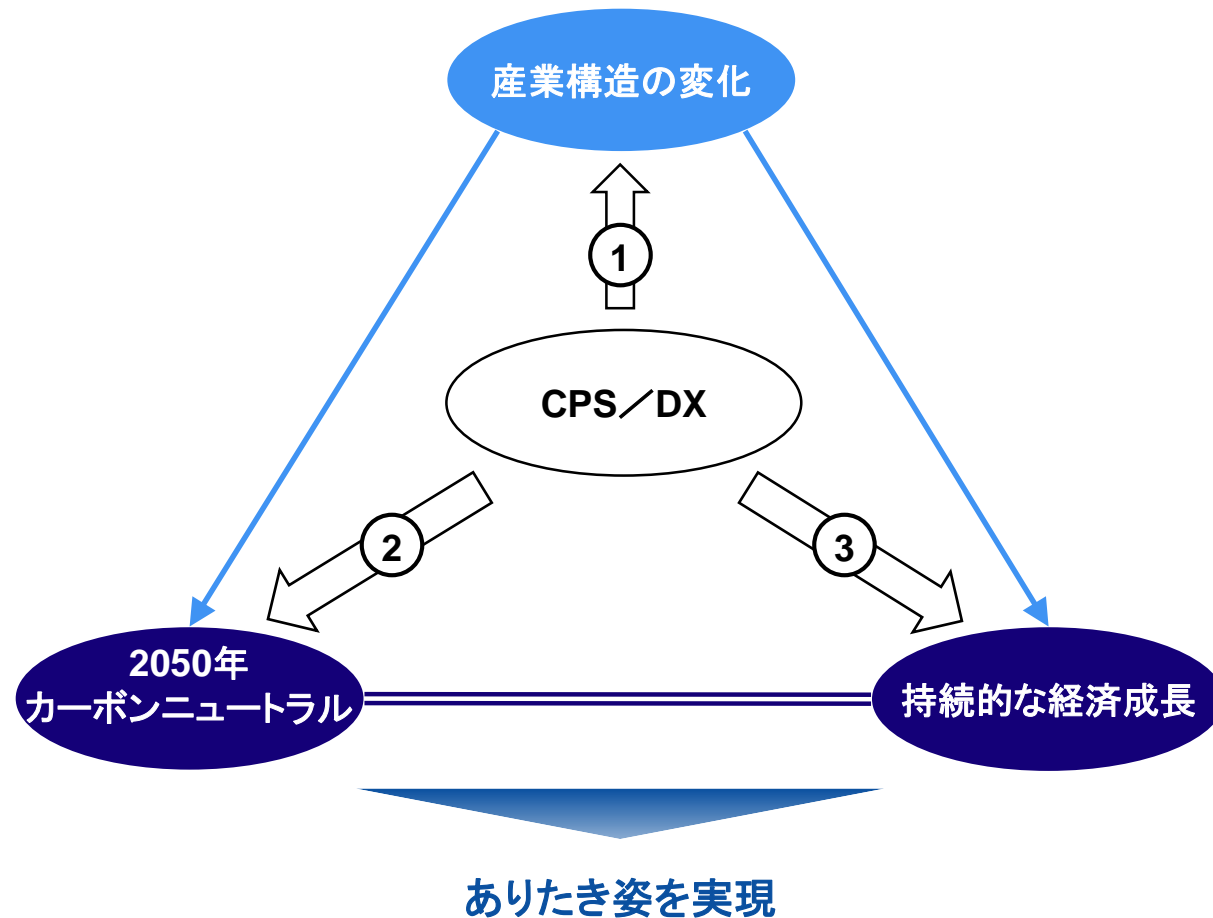 産業構造の変化
1
CPS／DX
2
3
2050年
カーボンニュートラル
持続的な経済成長
ありたき姿を実現